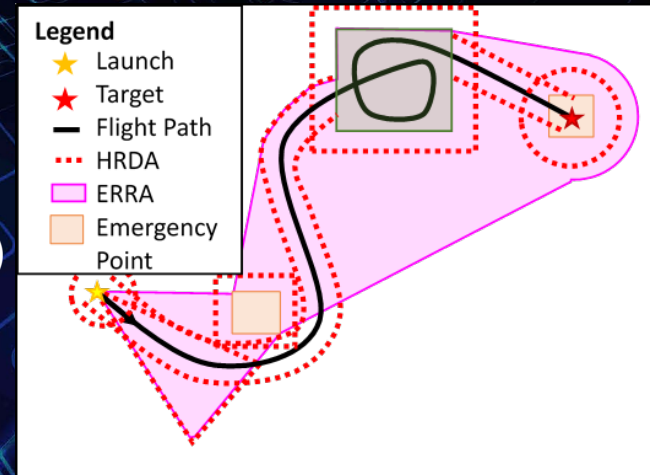 Legend
Launch
Target
Flight Path
HRDA
ERRA
Emergency
Point